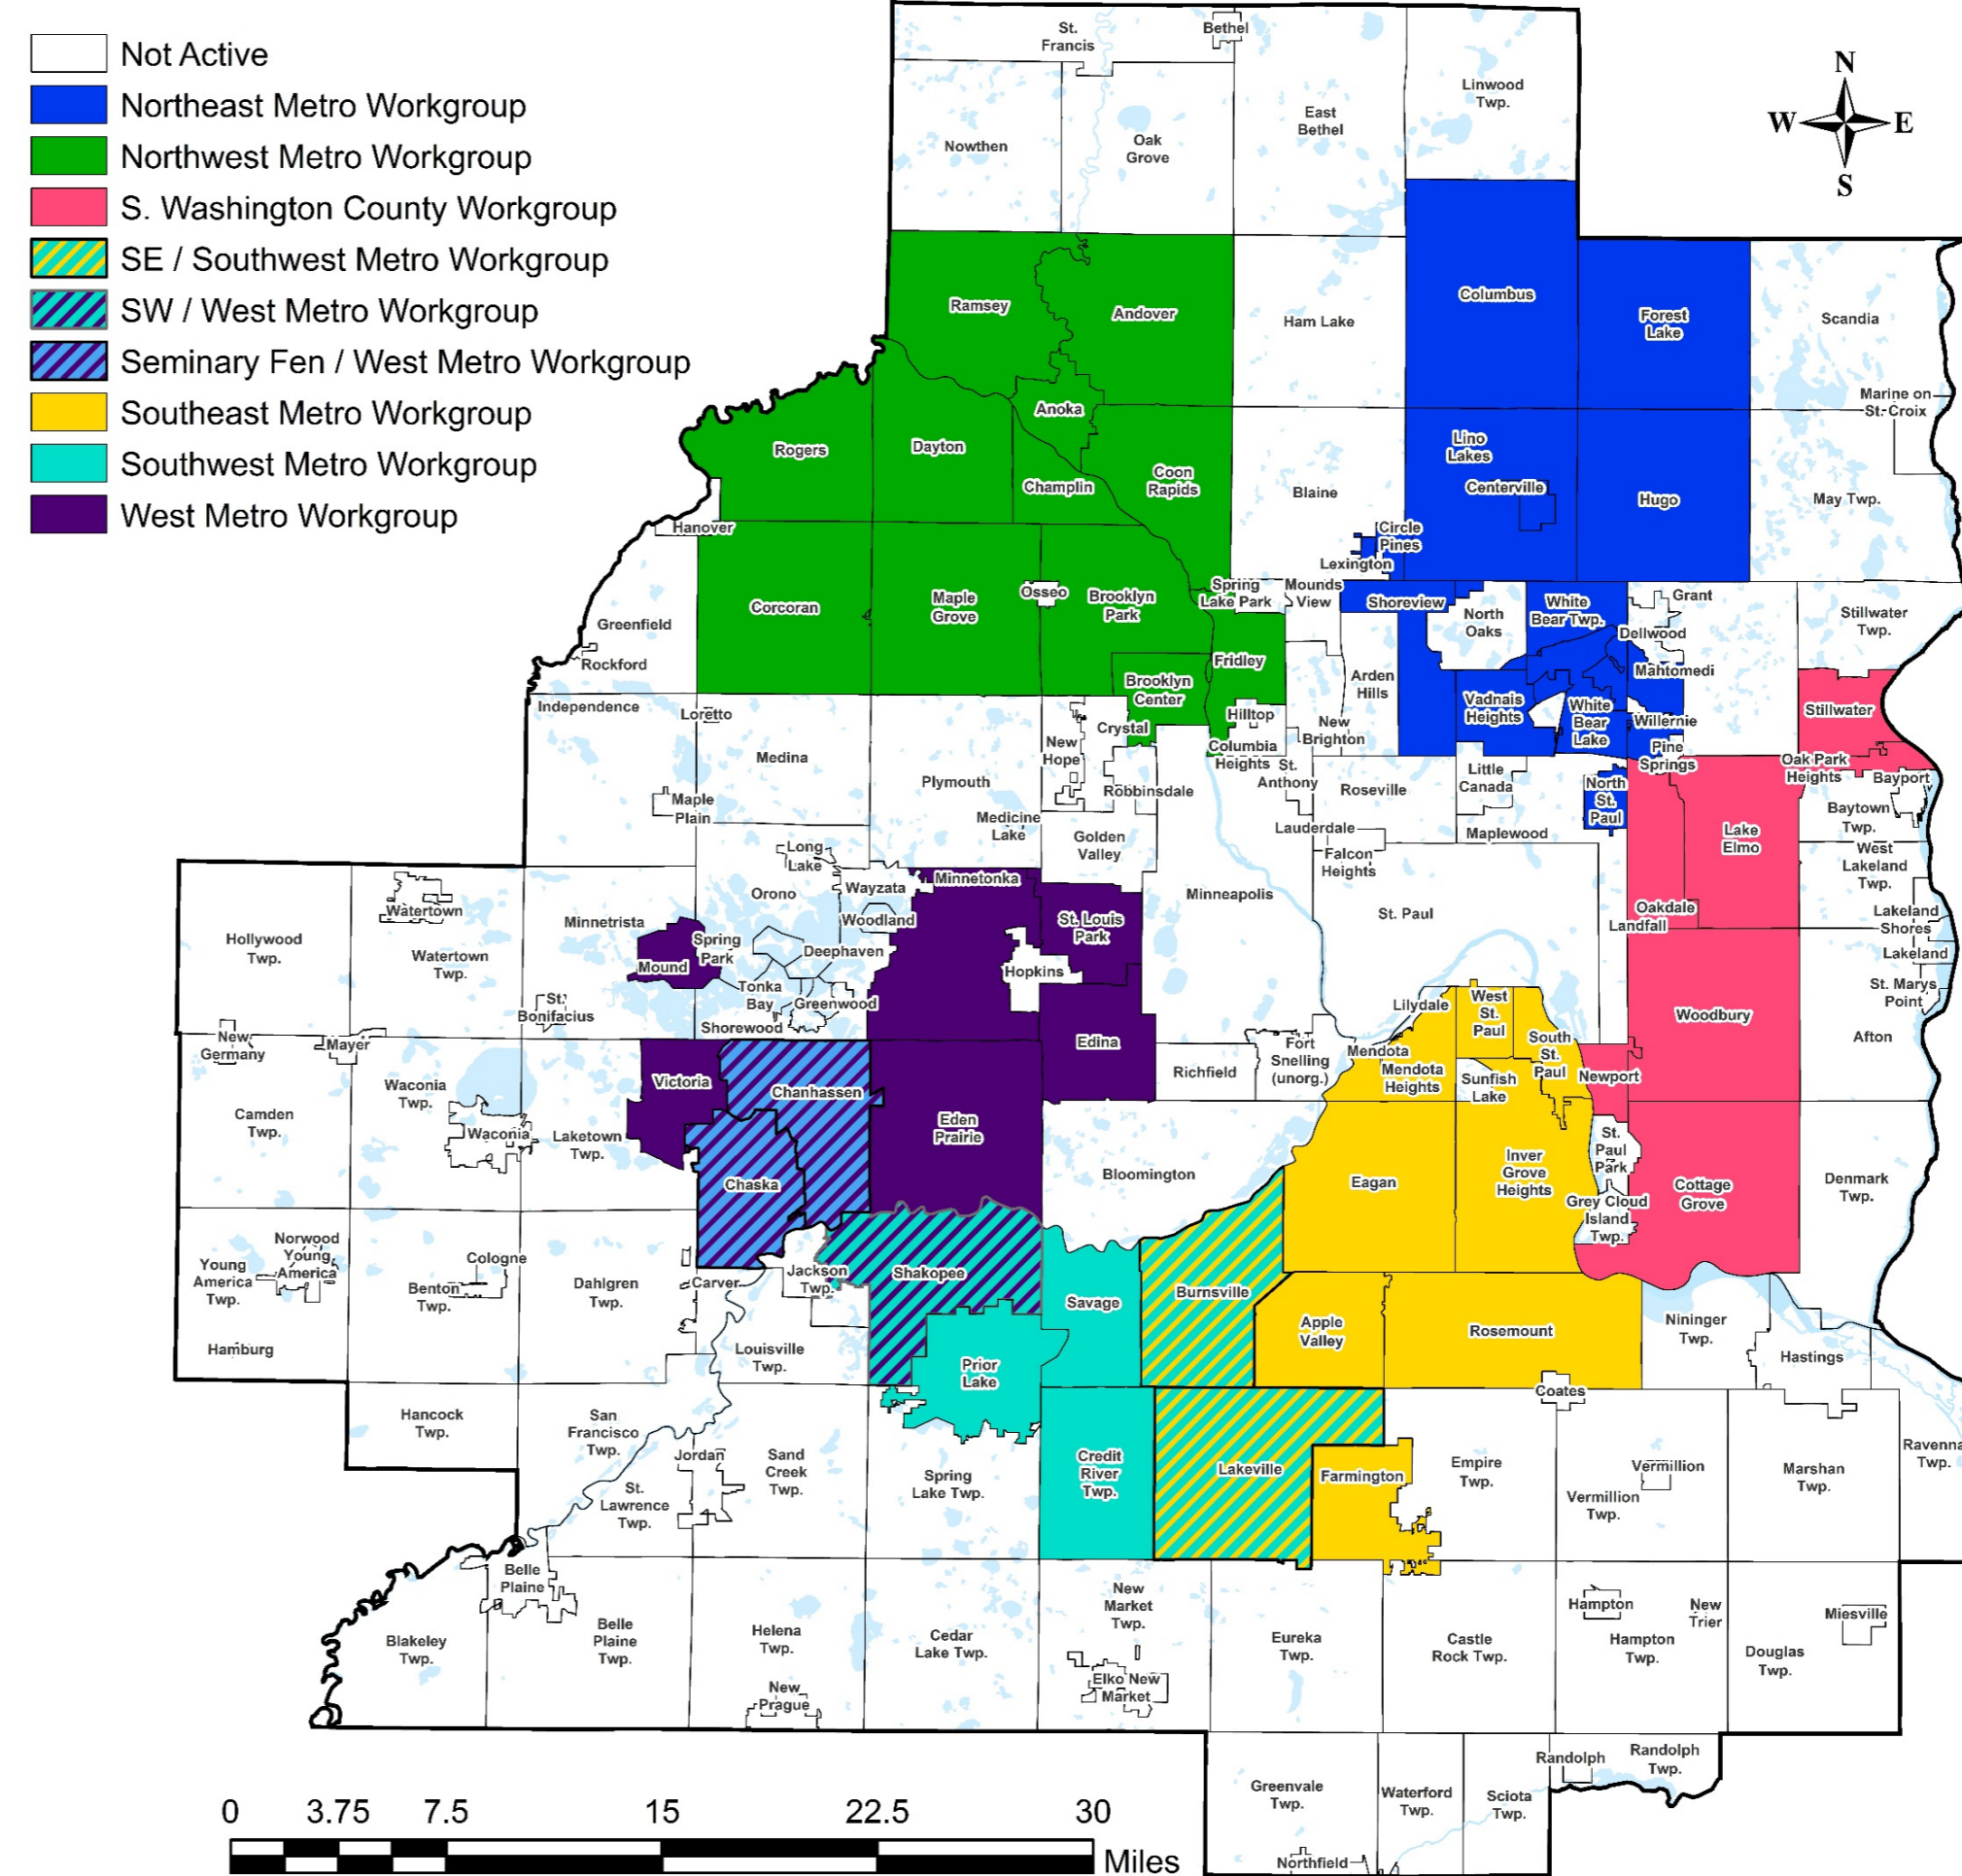 Not Active
Northeast Metro Workgroup
Northwest Metro Workgroup
S. Washington County Workgroup
SE / Southwest Metro Workgroup
SW / West Metro Workgroup
Seminary Fen / West Metro Workgroup
Southeast Metro Workgroup
Southwest Metro Workgroup
West Metro Workgroup
N
W
E
S
St.
Francis
Bethel
Linwood
Twp.
East
Bethel
Nowthen
Oak
Grove
Ramsey
Andover
Ham Lake
Columbus
Forest
Lake
Scandia
Marine on
St. Croix
Anoka
Rogers
Dayton
Champlin
Coon
Rapids
Blaine
Lino
Lakes
Centerville
Hugo
May Twp.
Hanover
Circle
Pines
Lexington
Corcoran
Maple
Grove
Osseo
Brooklyn
Park
Spring
Lake Park
Mounds
View
Shoreview
North
Oaks
White
Bear Twp.
Grant
Dellwood
Stillwater
Twp.
Greenfield
Rockford
Fridley
Arden
Hills
Mahtomedi
Brooklyn
Center
Vadnais
Heights
White
Bear
Lake
Willernie
Stillwater
Independence
Loretto
Hilltop
Crystal
New
Brighton
Pine
Springs
New
Hope
Columbia
Heights
St.
Anthony
Medina
Plymouth
Robbinsdale
Roseville
Little
Canada
North
St.
Paul
Oak Park
Heights
Bayport
Maple
Plain
Medicine
Lake
Golden
Valley
Lauderdale
Maplewood
Lake
Elmo
Baytown
Twp.
Long
Lake
Falcon
Heights
West
Lakeland
Twp.
Orono
Wayzata
Minnetonka
Minneapolis
St. Paul
Oakdale
Landfall
Lakeland
Shores
Watertown
Minnetrista
Woodland
St. Louis
Park
Hollywood
Twp.
Watertown
Twp.
Spring
Park
Mound
Deephaven
Hopkins
Lakeland
St. Marys
Point
Tonka
Bay
Greenwood
St.
Bonifacius
Shorewood
Lilydale
West
St.
Paul
Woodbury
Afton
New
Germany
Mayer
Edina
Richfield
Fort
Snelling
(unorg.)
Mendota
Mendota
Heights
Sunfish
Lake
South
St.
Paul
Newport
Waconia
Twp.
Victoria
Chanhassen
Camden
Twp.
Waconia
Laketown
Twp.
Eden
Prairie
Bloomington
St.
Paul
Park
Chaska
Eagan
Inver
Grove
Heights
Grey Cloud
Island
Twp.
Cottage
Grove
Denmark
Twp.
Young
America
Twp.
Norwood
Young
America
Cologne
Benton
Twp.
Dahlgren
Twp.
Carver
Jackson
Twp.
Shakopee
Savage
Burnsville
Apple
Valley
Rosemount
Nininger
Twp.
Hastings
Hamburg
Louisville
Twp.
Prior
Lake
Coates
Hancock
Twp.
San
Francisco
Twp.
Jordan
Sand
Creek
Twp.
St.
Lawrence
Twp.
Spring
Lake Twp.
Credit
River
Twp.
Lakeville
Farmington
Empire
Twp.
Vermillion
Vermillion
Twp.
Marshan
Twp.
Ravenna
Twp.
Belle
Plaine
Blakeley
Twp.
Belle
Plaine
Twp.
Helena
Twp.
Cedar
Lake Twp.
New
Market
Twp.
Elko New
Market
New
Prague
Eureka
Twp.
Castle
Rock Twp.
Hampton
New
Trier
Hampton
Twp.
Miesville
Douglas
Twp.
Randolph
Randolph
Twp.
Greenvale
Twp.
Waterford
Twp.
Sciota
Twp.
Northfield
0 3.75 7.5 15 22.5 30
Miles